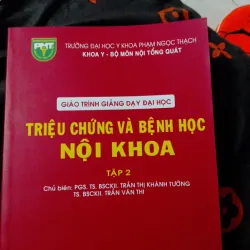 PNT
TRƯỜNG ĐẠI HỌC Y KHOA PHẠM NGỌC THẠCH
KHOA Y - BỘ MÔN NỘI TỔNG QUÁT
GIÁO TRÌNH GIẢNG DẠY ĐẠI HỌC
TRIỆU CHỨNG VÀ BỆNH HỌC
NỘI KHOA
TẬP 2
Chủ biên: PGS. TS. BSCKII. TRẦN THỊ KHÁNH TƯỜNG
TS. BSCKII. TRẦN VĂN THI